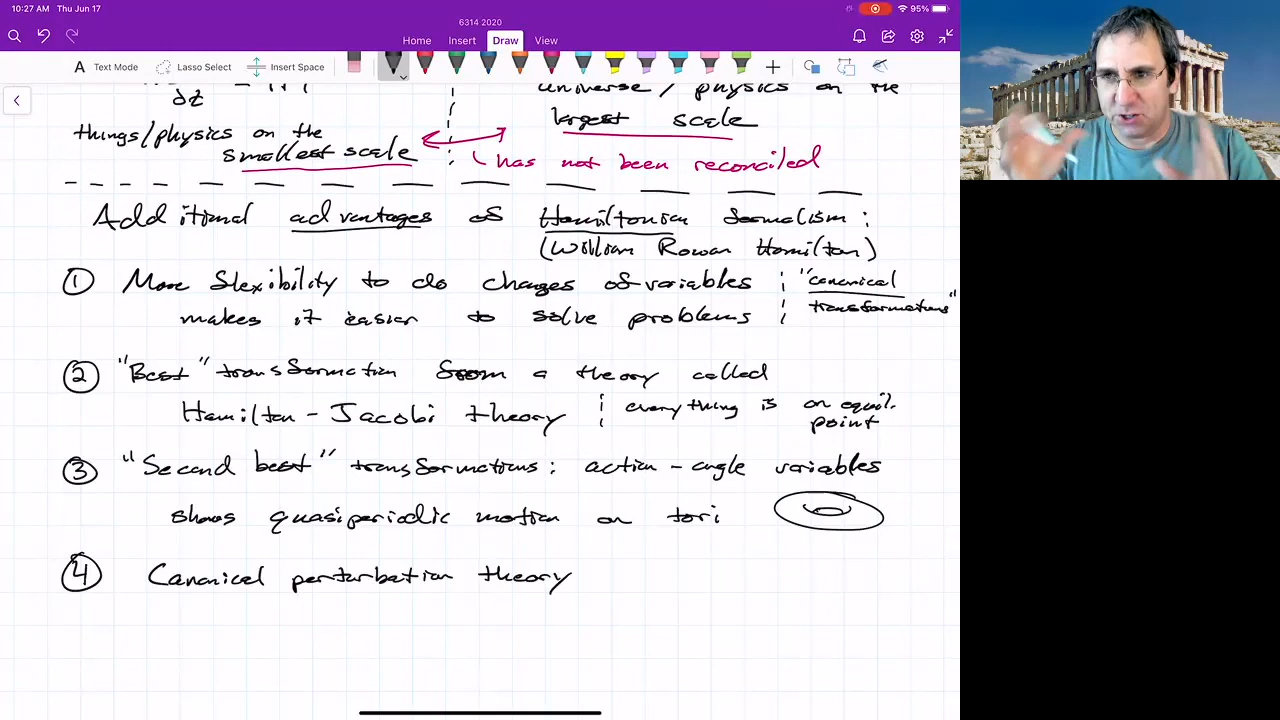 10:27 AM Thu Jun 17
95%
6314 2020
Home Insert Draw View
Text Mode Lasso Select Insert Space
∂t
universe / physics on the
things/physics on the
largest scale
smallest scale
has not been reconciled
Additional advantages of Hamiltonian formalism:
(William Rowan Hamilton)
① More flexibility to do changes of variables
"canonical
makes it easier to solve problems
transformations"
② "Best" transformation from a theory called
Hamilton-Jacobi theory
everything is an equil.
point
③ "Second best" transformations: action-angle variables
shows quasiperiodic motion on tori
④ Canonical perturbation theory